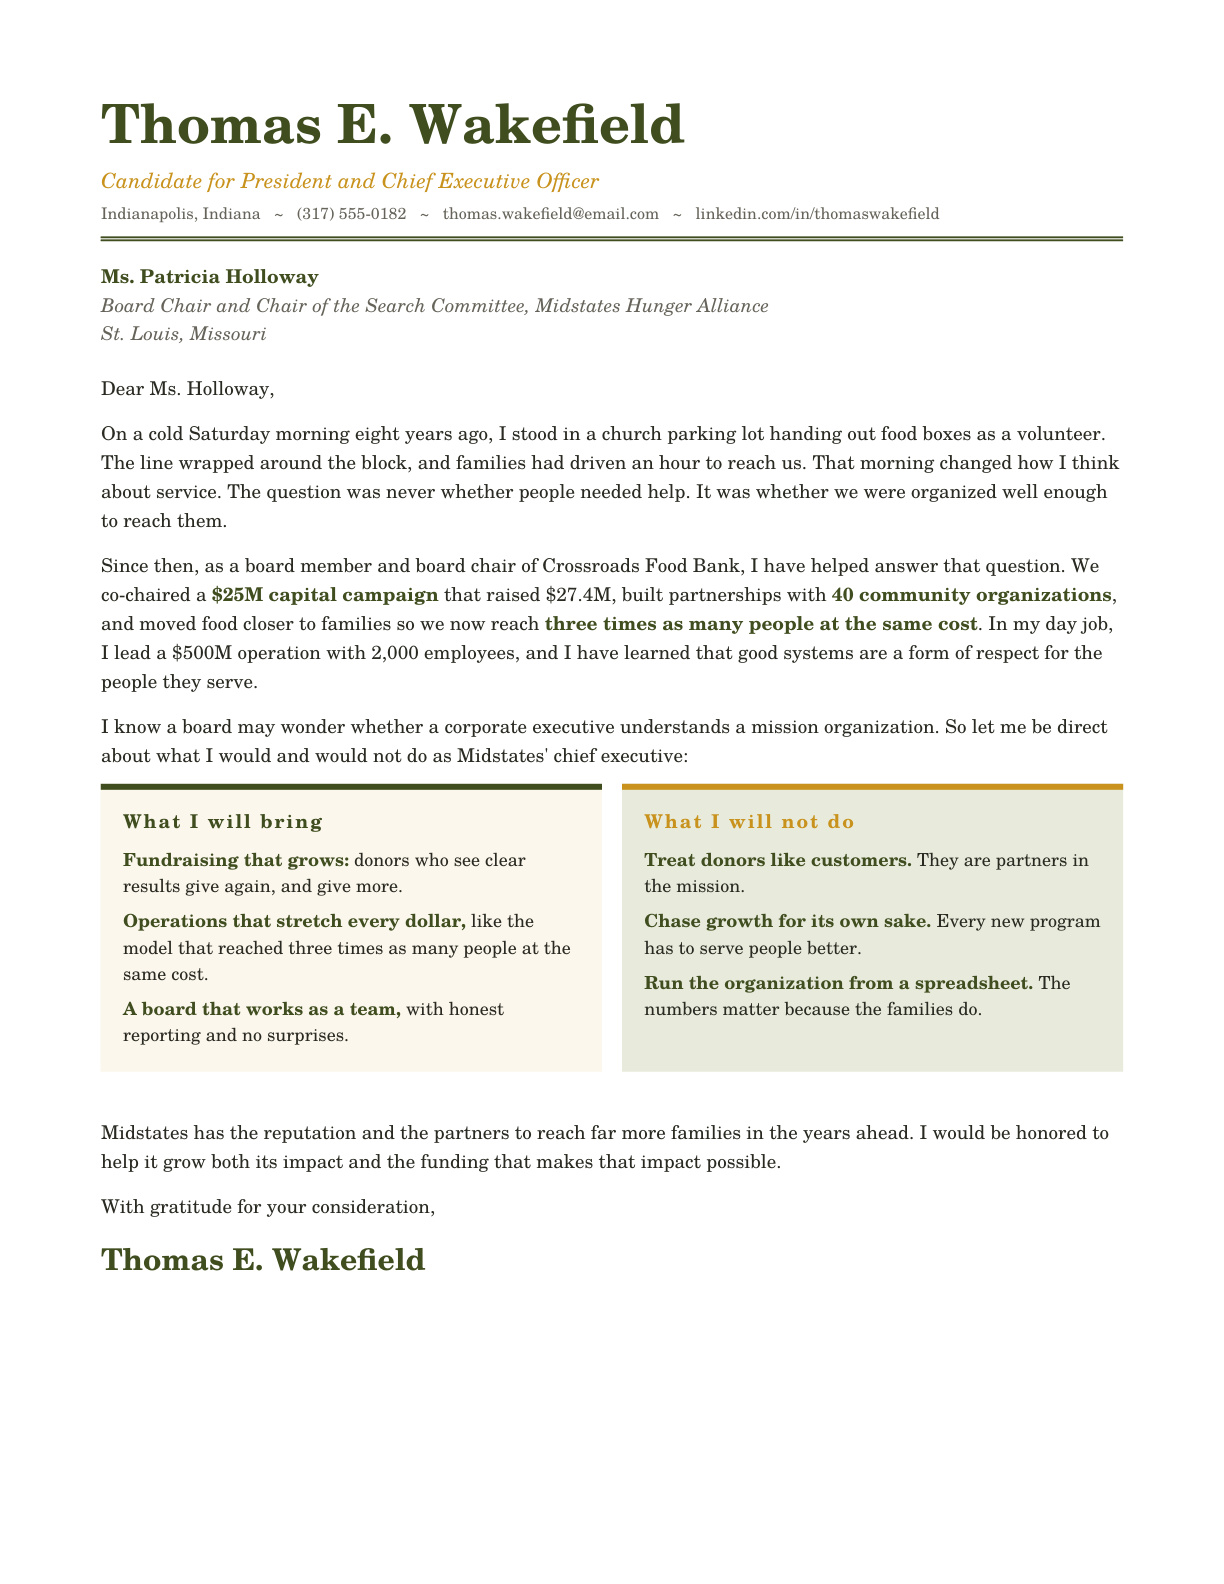 Thomas E. Wakefield
Candidate for President and Chief Executive Officer
Indianapolis, Indiana ~ (317) 555-0182 ~ thomas.wakefield@email.com ~ linkedin.com/in/thomaswakefield
Ms. Patricia Holloway
Board Chair and Chair of the Search Committee, Midstates Hunger Alliance
St. Louis, Missouri
Dear Ms. Holloway,
On a cold Saturday morning eight years ago, I stood in a church parking lot handing out food boxes as a volunteer.
The line wrapped around the block, and families had driven an hour to reach us. That morning changed how I think
about service. The question was never whether people needed help. It was whether we were organized well enough
to reach them.
Since then, as a board member and board chair of Crossroads Food Bank, I have helped answer that question. We
co-chaired a $25M capital campaign that raised $27.4M, built partnerships with 40 community organizations,
and moved food closer to families so we now reach three times as many people at the same cost. In my day job,
I lead a $500M operation with 2,000 employees, and I have learned that good systems are a form of respect for the
people they serve.
I know a board may wonder whether a corporate executive understands a mission organization. So let me be direct
about what I would and would not do as Midstates' chief executive:
What I will bring
Fundraising that grows: donors who see clear
results give again, and give more.
Operations that stretch every dollar, like the
model that reached three times as many people at the
same cost.
A board that works as a team, with honest
reporting and no surprises.
What I will not do
Treat donors like customers. They are partners in
the mission.
Chase growth for its own sake. Every new program
has to serve people better.
Run the organization from a spreadsheet. The
numbers matter because the families do.
Midstates has the reputation and the partners to reach far more families in the years ahead. I would be honored to
help it grow both its impact and the funding that makes that impact possible.
With gratitude for your consideration,
Thomas E. Wakefield